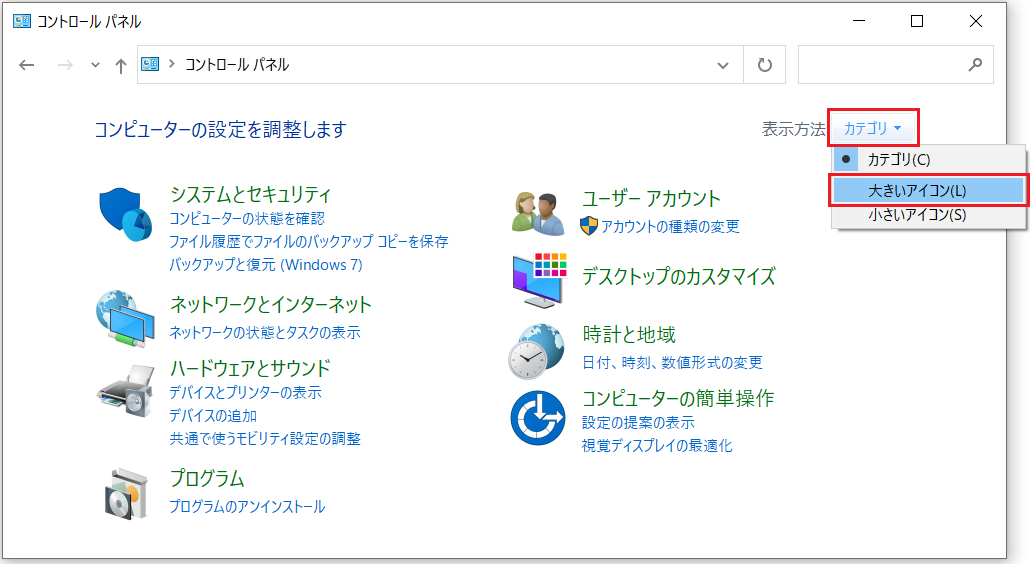 コントロール パネル
コントロール パネル
コンピューターの設定を調整します
表示方法:
カテゴリ
カテゴリ(C)
大きいアイコン(L)
小さいアイコン(S)
システムとセキュリティ
コンピューターの状態を確認
ファイル履歴でファイルのバックアップ コピーを保存
バックアップと復元 (Windows 7)
ネットワークとインターネット
ネットワークの状態とタスクの表示
ハードウェアとサウンド
デバイスとプリンターの表示
デバイスの追加
共通で使うモビリティ設定の調整
プログラム
プログラムのアンインストール
ユーザー アカウント
アカウントの種類の変更
デスクトップのカスタマイズ
時計と地域
日付、時刻、数値形式の変更
コンピューターの簡単操作
設定の提案の表示
視覚ディスプレイの最適化